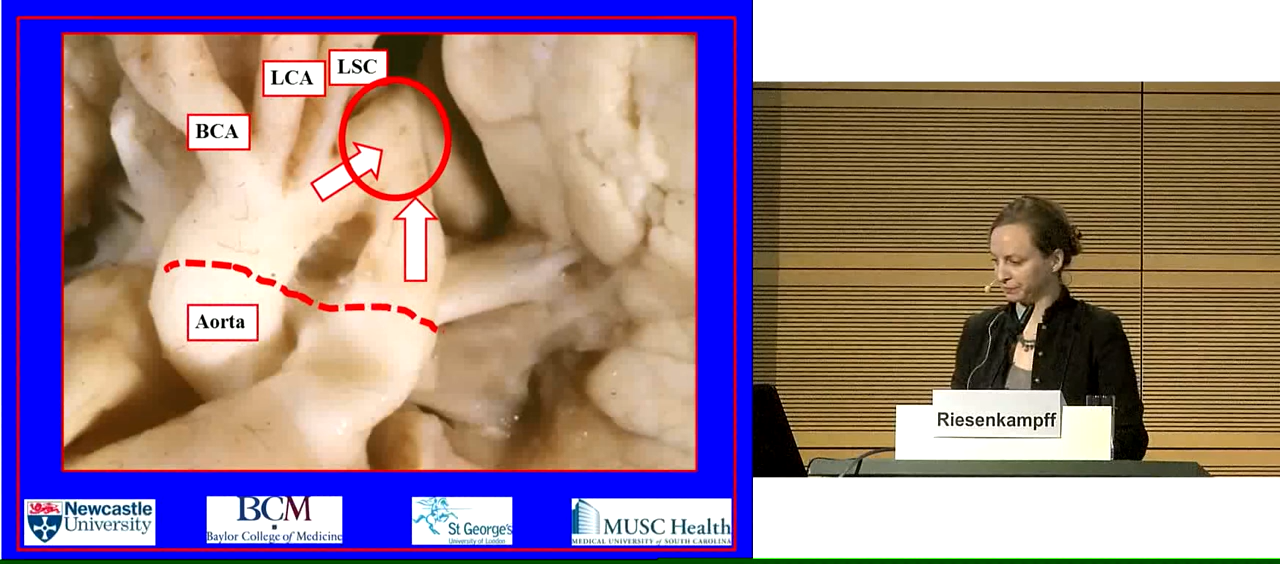 LCA
LSC
BCA
Aorta
Newcastle
University
BCM
Baylor College of Medicine
St George's
University of London
MUSC Health
MEDICAL UNIVERSITY of SOUTH CAROLINA
Riesenkampff